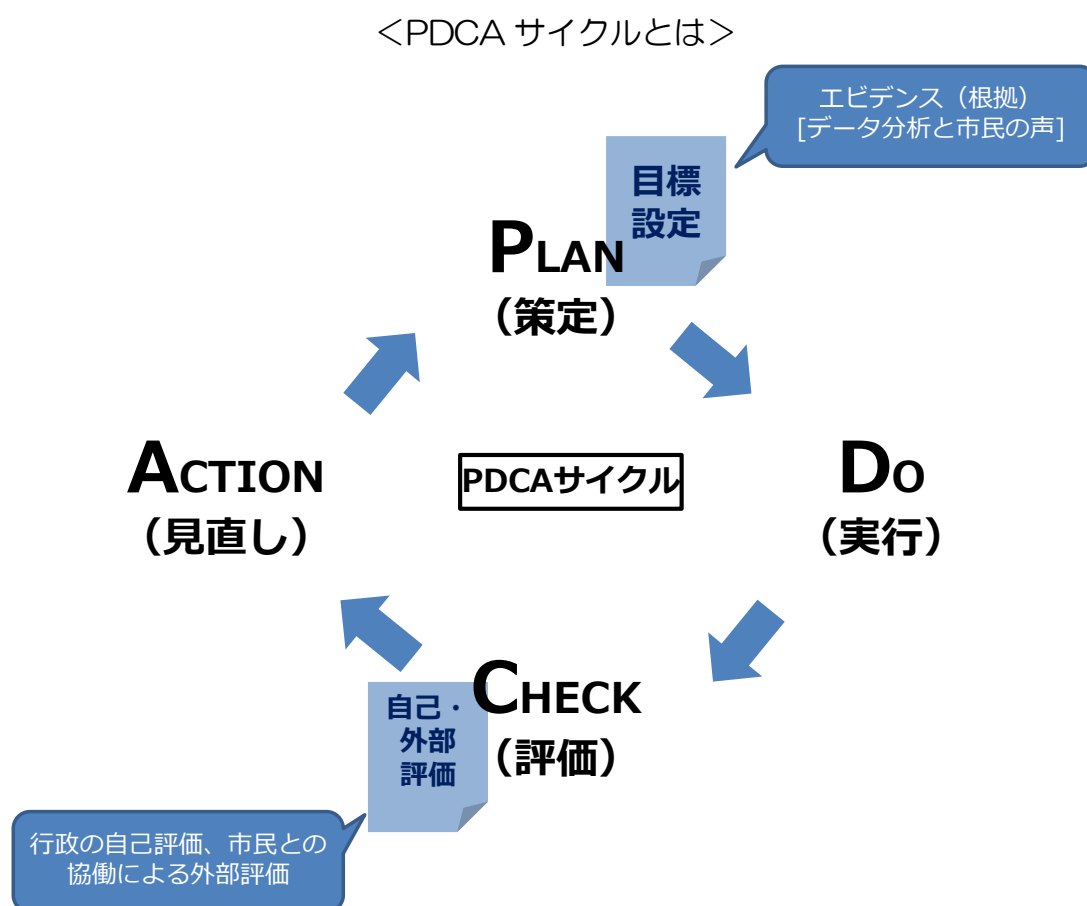 ＜PDCA サイクルとは＞
エビデンス（根拠）
[データ分析と市民の声]
目標
設定
PLAN
（策定）
ACTION
（見直し）
PDCAサイクル
DO
（実行）
CHECK
（評価）
自己・
外部
評価
行政の自己評価、市民との
協働による外部評価